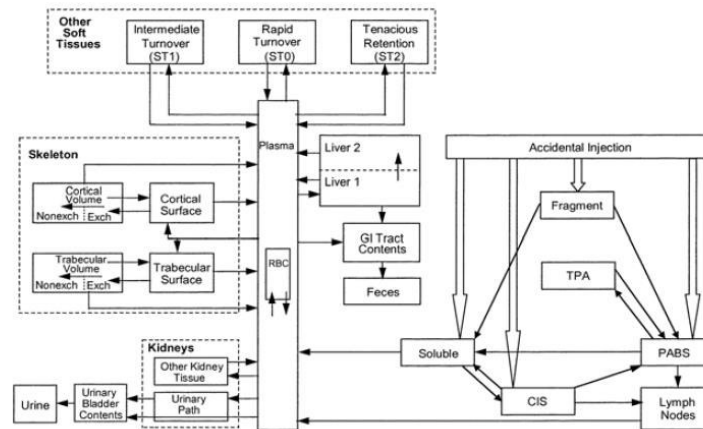 Other
Soft
Tissues
Intermediate
Turnover
(ST1)
Rapid
Turnover
(ST0)
Tenacious
Retention
(ST2)
Plasma
Skeleton
Cortical
Volume
Nonexch
Exch
Cortical
Surface
Trabecular
Volume
Nonexch
Exch
Trabecular
Surface
Liver 2
Liver 1
GI Tract
Contents
Feces
RBC
Kidneys
Other Kidney
Tissue
Urinary
Path
Urinary
Bladder
Contents
Urine
Accidental Injection
Fragment
TPA
Soluble
PABS
CIS
Lymph
Nodes